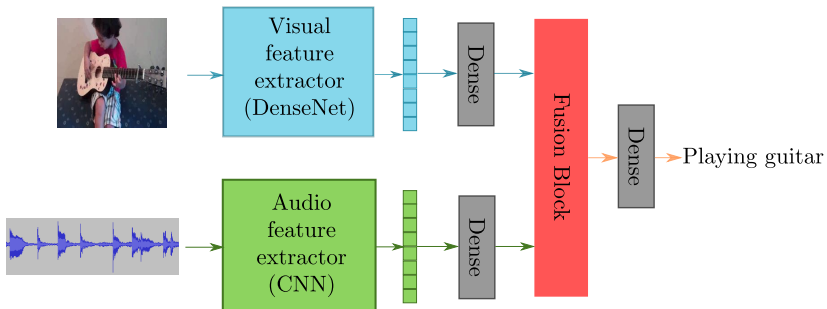 Visual
feature
extractor
(DenseNet)
Dense
Fusion Block
Dense
Playing guitar
Audio
feature
extractor
(CNN)
Dense